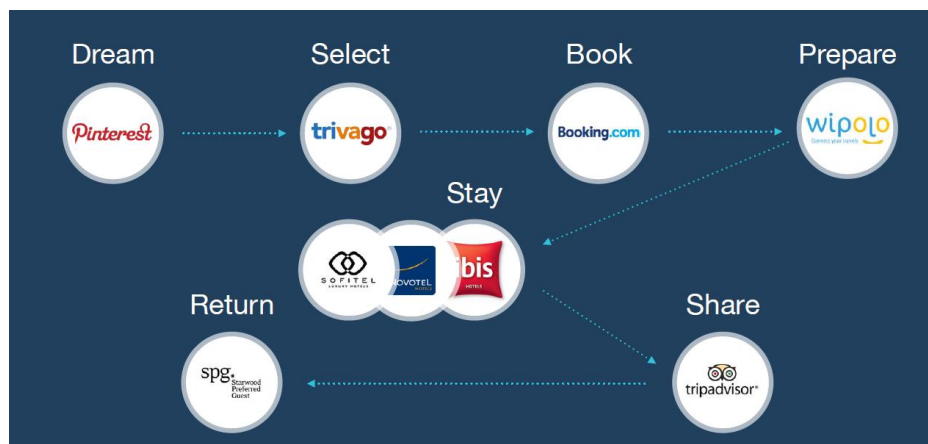 Dream
Select
Book
Prepare
Pinterest
trivago
Booking.com
wipolo
Connect your travels
Stay
SOFITEL
LUXURY HOTELS
NOVOTEL
HOTELS
ibis
HOTELS
Return
Share
spg.
Starwood
Preferred
Guest
tripadvisor®